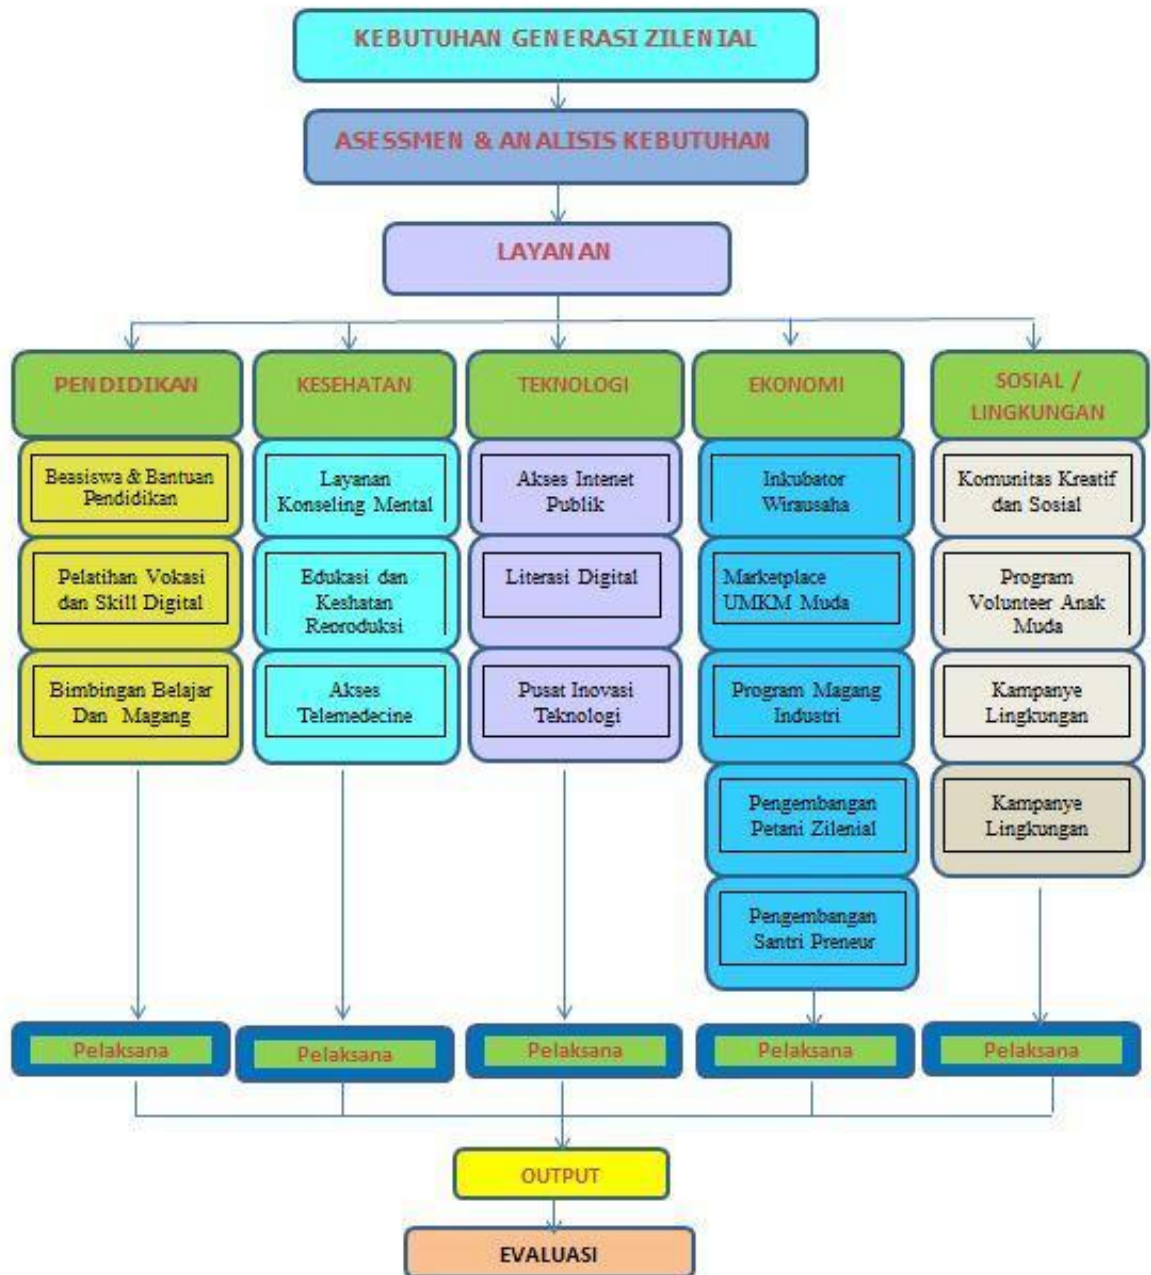 KEBUTUHAN GENERASI ZILENIAL
ASESSMEN & ANALISIS KEBUTUHAN
LAYANAN
PENDIDIKAN
Beasiswa & Bantuan
Pendidikan
Pelatihan Vokasi
dan Skill Digital
Bimbingan Belajar
Dan Magang
KESEHATAN
Layanan
Konseling Mental
Edukasi dan
Keshatan
Reproduksi
Akses
Telemedecine
TEKNOLOGI
Akses Intenet
Publik
Literasi Digital
Pusat Inovasi
Teknologi
EKONOMI
Inkubator
Wirausaha
Marketplace
UMKM Muda
Program Magang
Industri
Pengembangan
Petani Zilenial
Pengembangan
Santri Preneur
SOSIAL /
LINGKUNGAN
Komunitas Kreatif
dan Sosial
Program
Volunteer Anak
Muda
Kampanye
Lingkungan
Kampanye
Lingkungan
Pelaksana
Pelaksana
Pelaksana
Pelaksana
Pelaksana
OUTPUT
EVALUASI